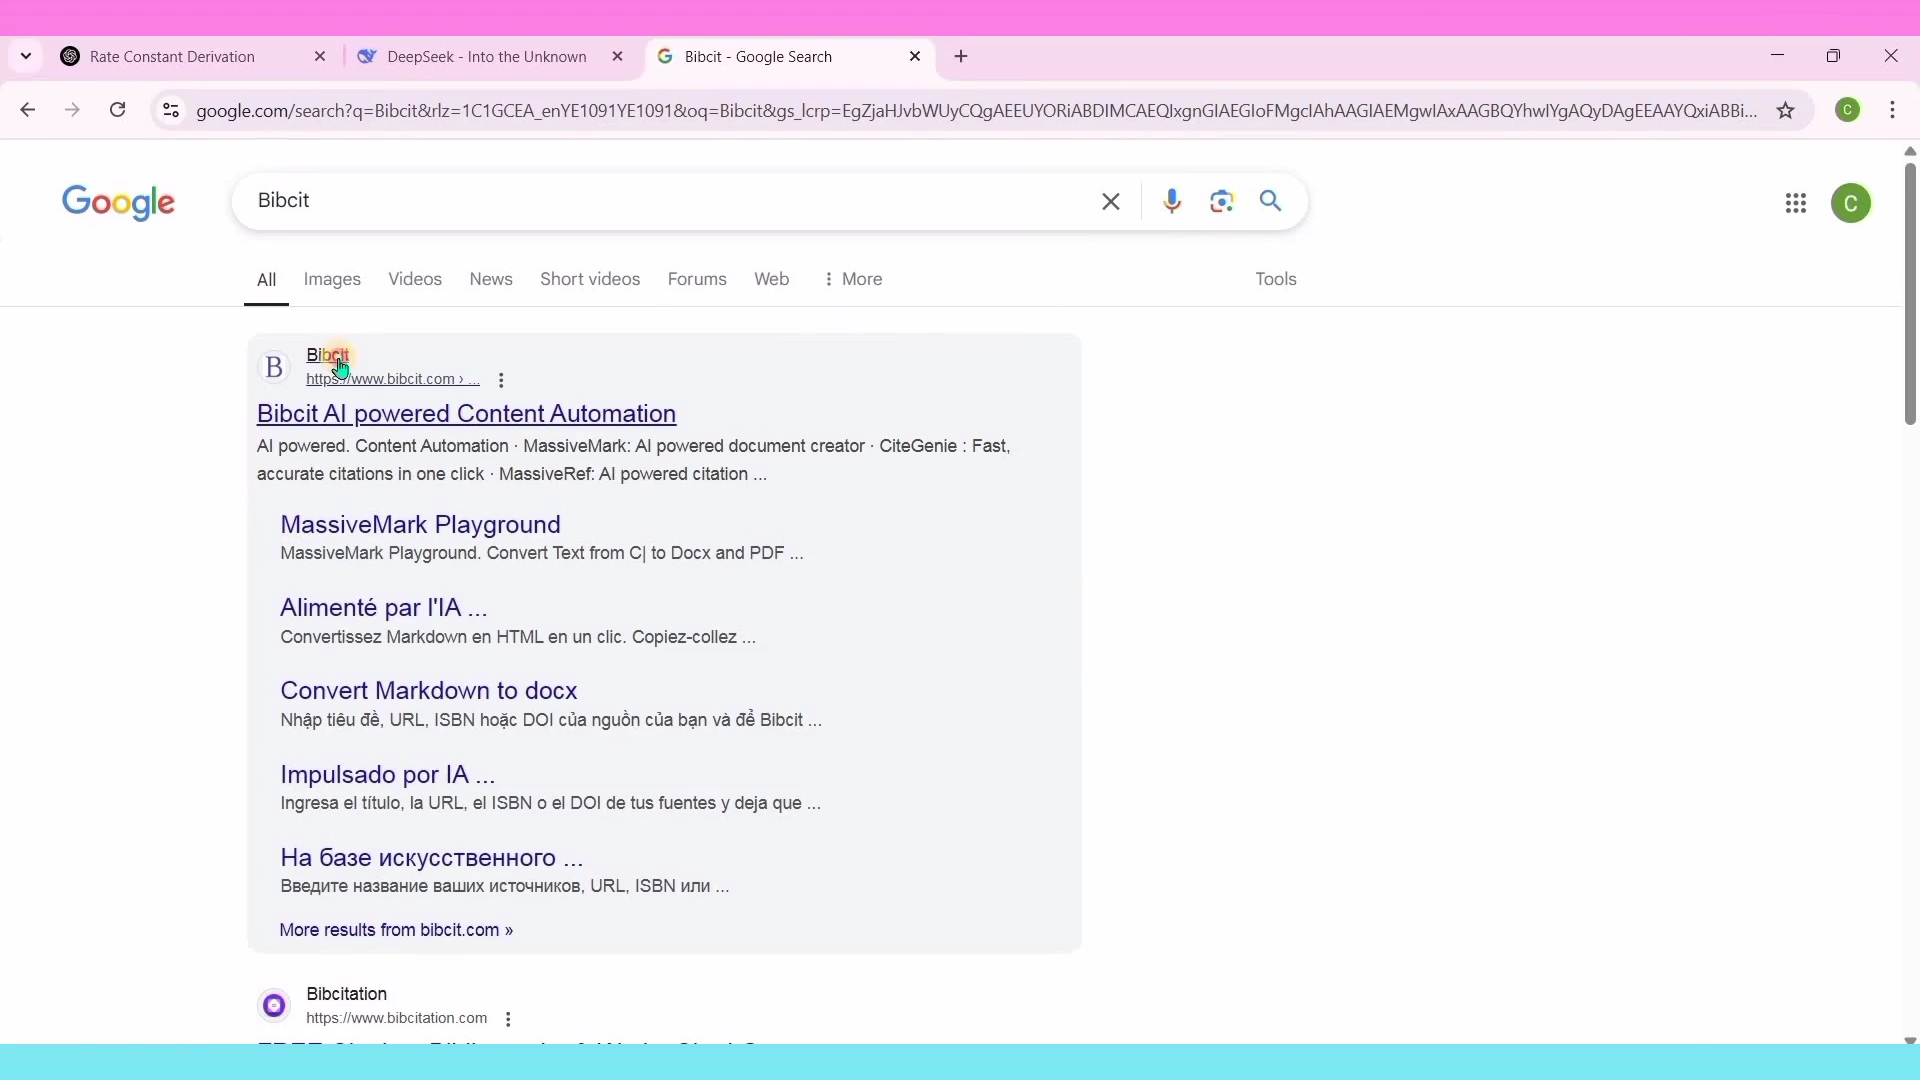 Rate Constant Derivation
DeepSeek - Into the Unknown
Bibcit - Google Search
google.com/search?q=Bibcit&rlz=1C1GCEA_enYE1091YE1091&oq=Bibcit&gs_lcrp=EgZjaHJvbWUyCQgAEEUYORiABDIMCAEQIxgnGIAEGIoFMgcIAhAAGIAEMgwIAxAAGBQYhwIYgAQyDAgEEAAYQxiABBi...
C
Google
Bibcit
C
All
Images
Videos
News
Short videos
Forums
Web
More
Tools
B
Bibcit
https://www.bibcit.com › ...
Bibcit AI powered Content Automation
AI powered. Content Automation · MassiveMark: AI powered document creator · CiteGenie : Fast,
accurate citations in one click · MassiveRef: AI powered citation ...
MassiveMark Playground
MassiveMark Playground. Convert Text from C| to Docx and PDF ...
Alimenté par l'IA ...
Convertissez Markdown en HTML en un clic. Copiez-collez ...
Convert Markdown to docx
Nhập tiêu đề, URL, ISBN hoặc DOI của nguồn của bạn và để Bibcit ...
Impulsado por IA ...
Ingresa el título, la URL, el ISBN o el DOI de tus fuentes y deja que ...
На базе искусственного ...
Введите название ваших источников, URL, ISBN или ...
More results from bibcit.com »
Bibcitation
https://www.bibcitation.com